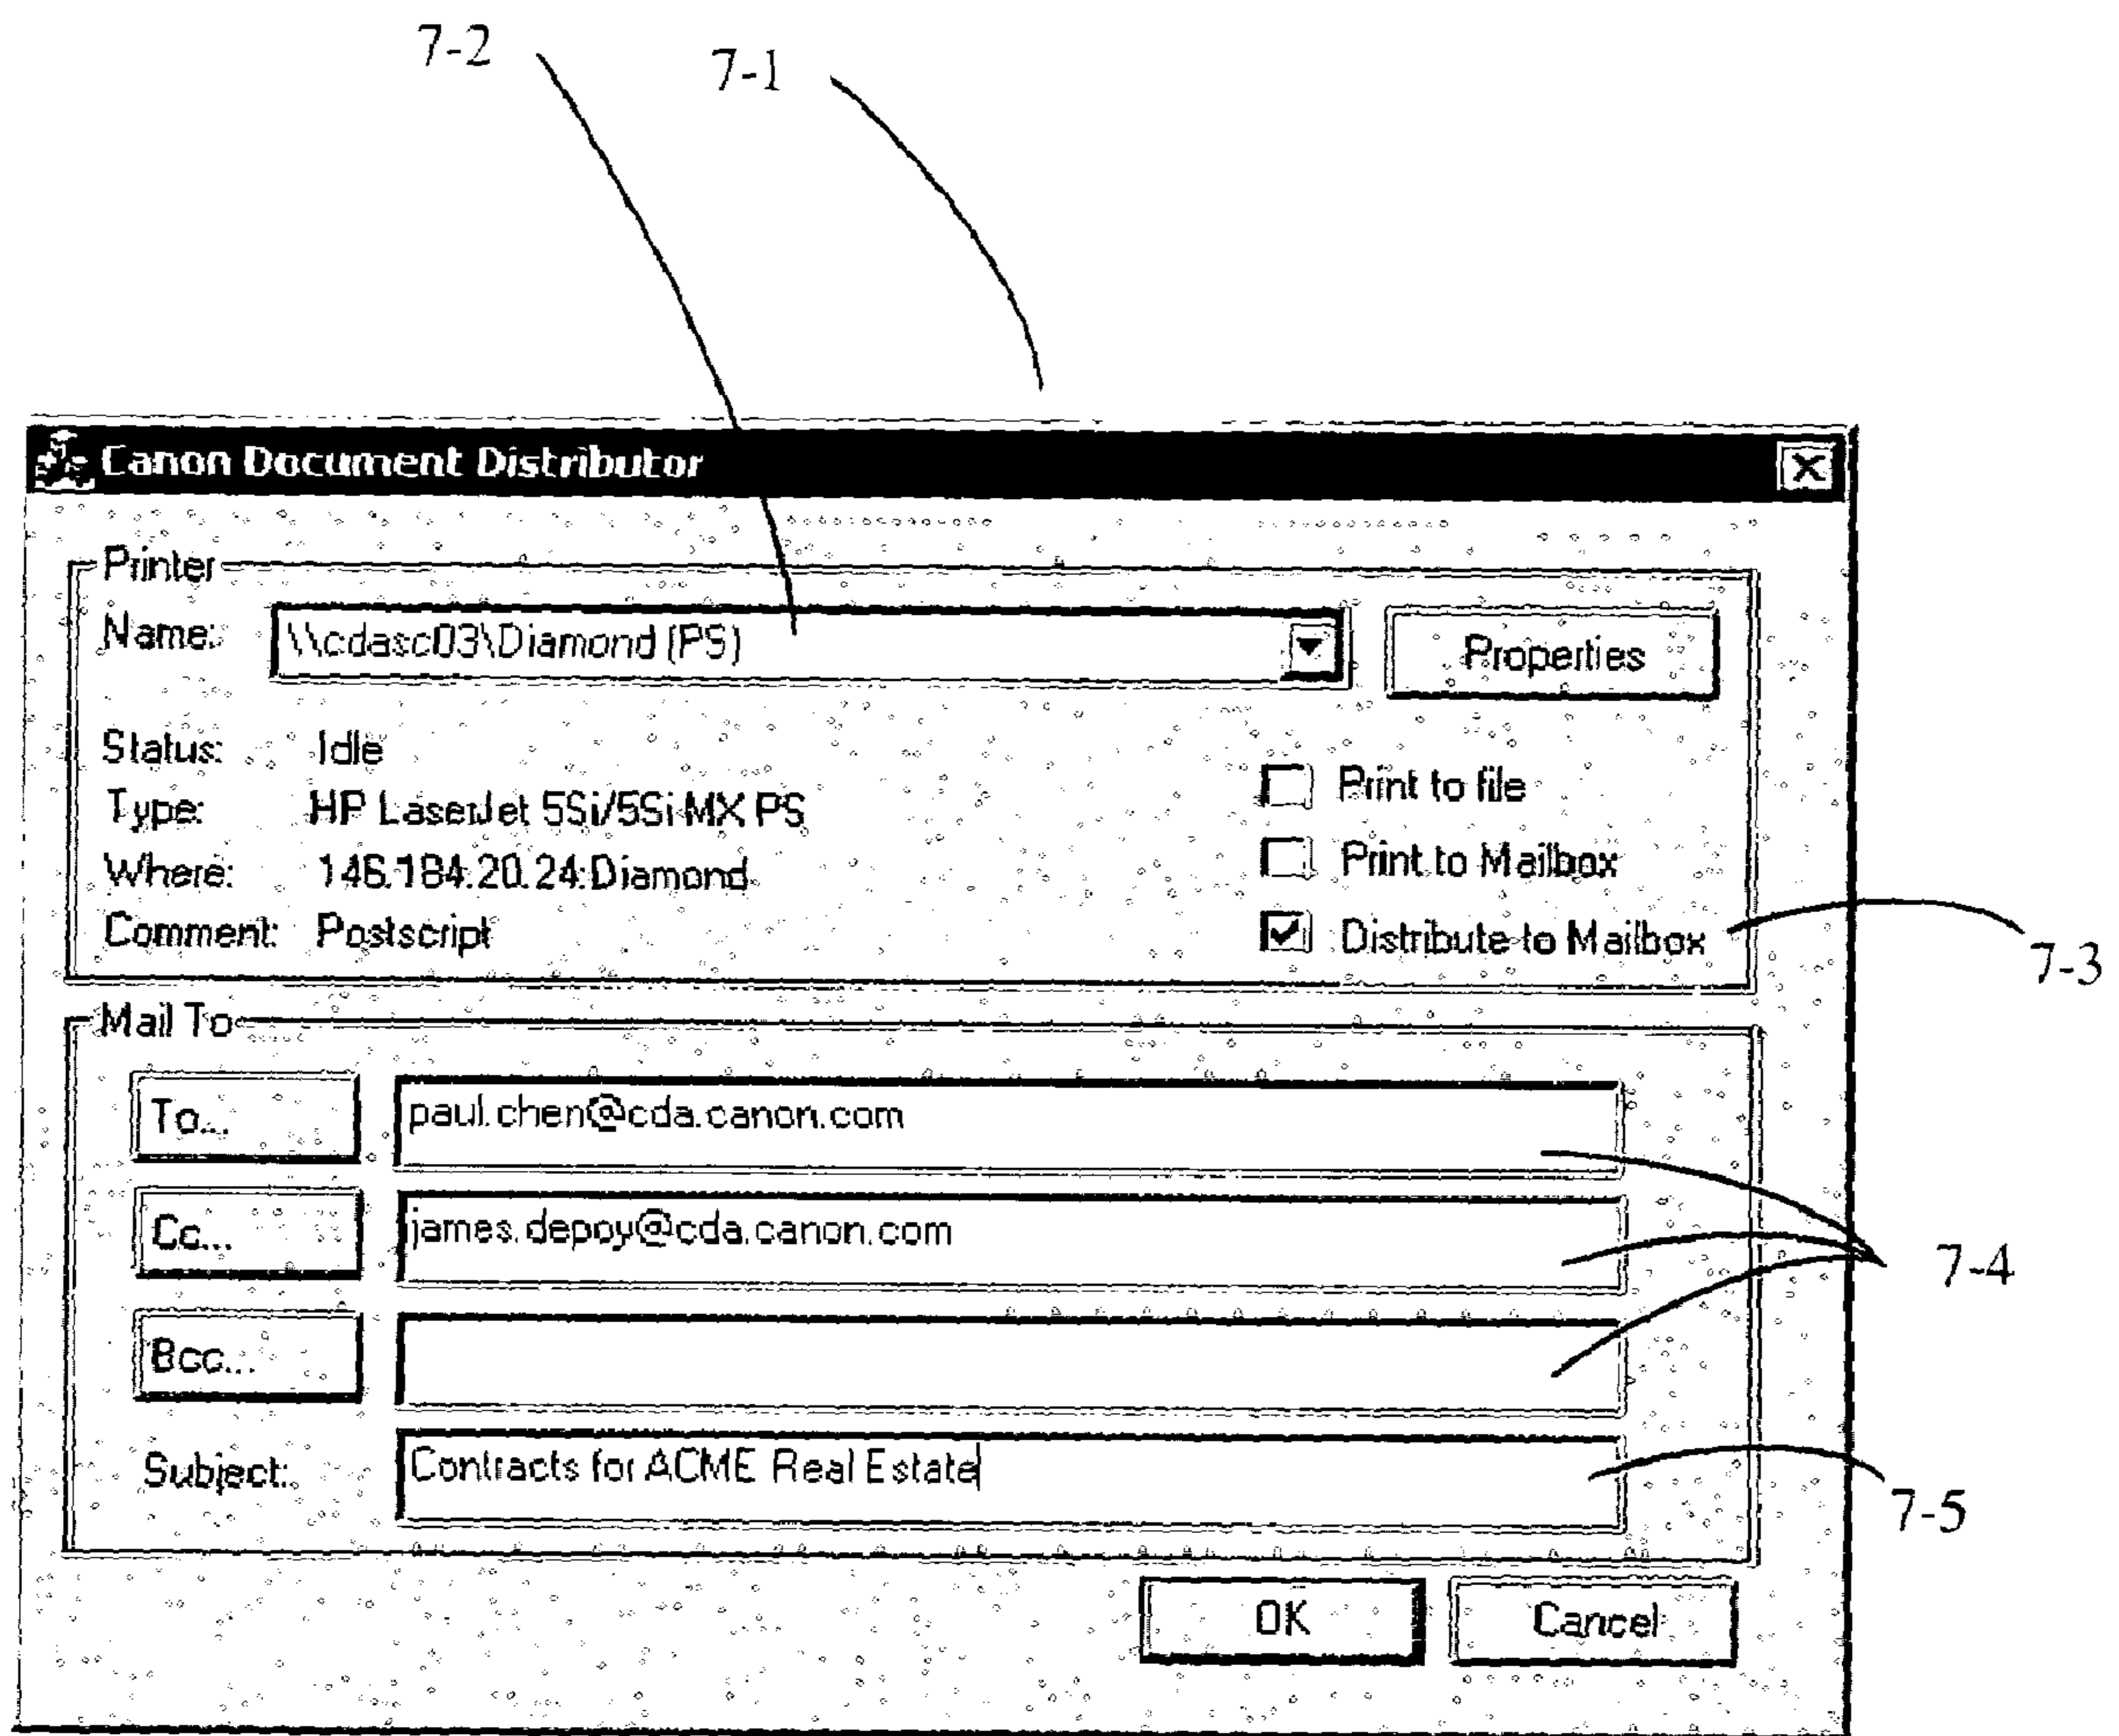 7-2
7-1
Canon Document Distributor
Printer
Name: \\cdasc03\Diamond (PS)
Properties
Status: Idle
Type: HP LaserJet 5Si/5Si MX PS
Where: 146.184.20.24:Diamond
Comment: Postscript
Print to file
Print to Mailbox
Distribute to Mailbox
7-3
Mail To
To... paul.chen@cda.canon.com
Cc... james.depoy@cda.canon.com
7-4
Bcc...
Subject: Contracts for ACME Real Estate
7-5
OK
Cancel